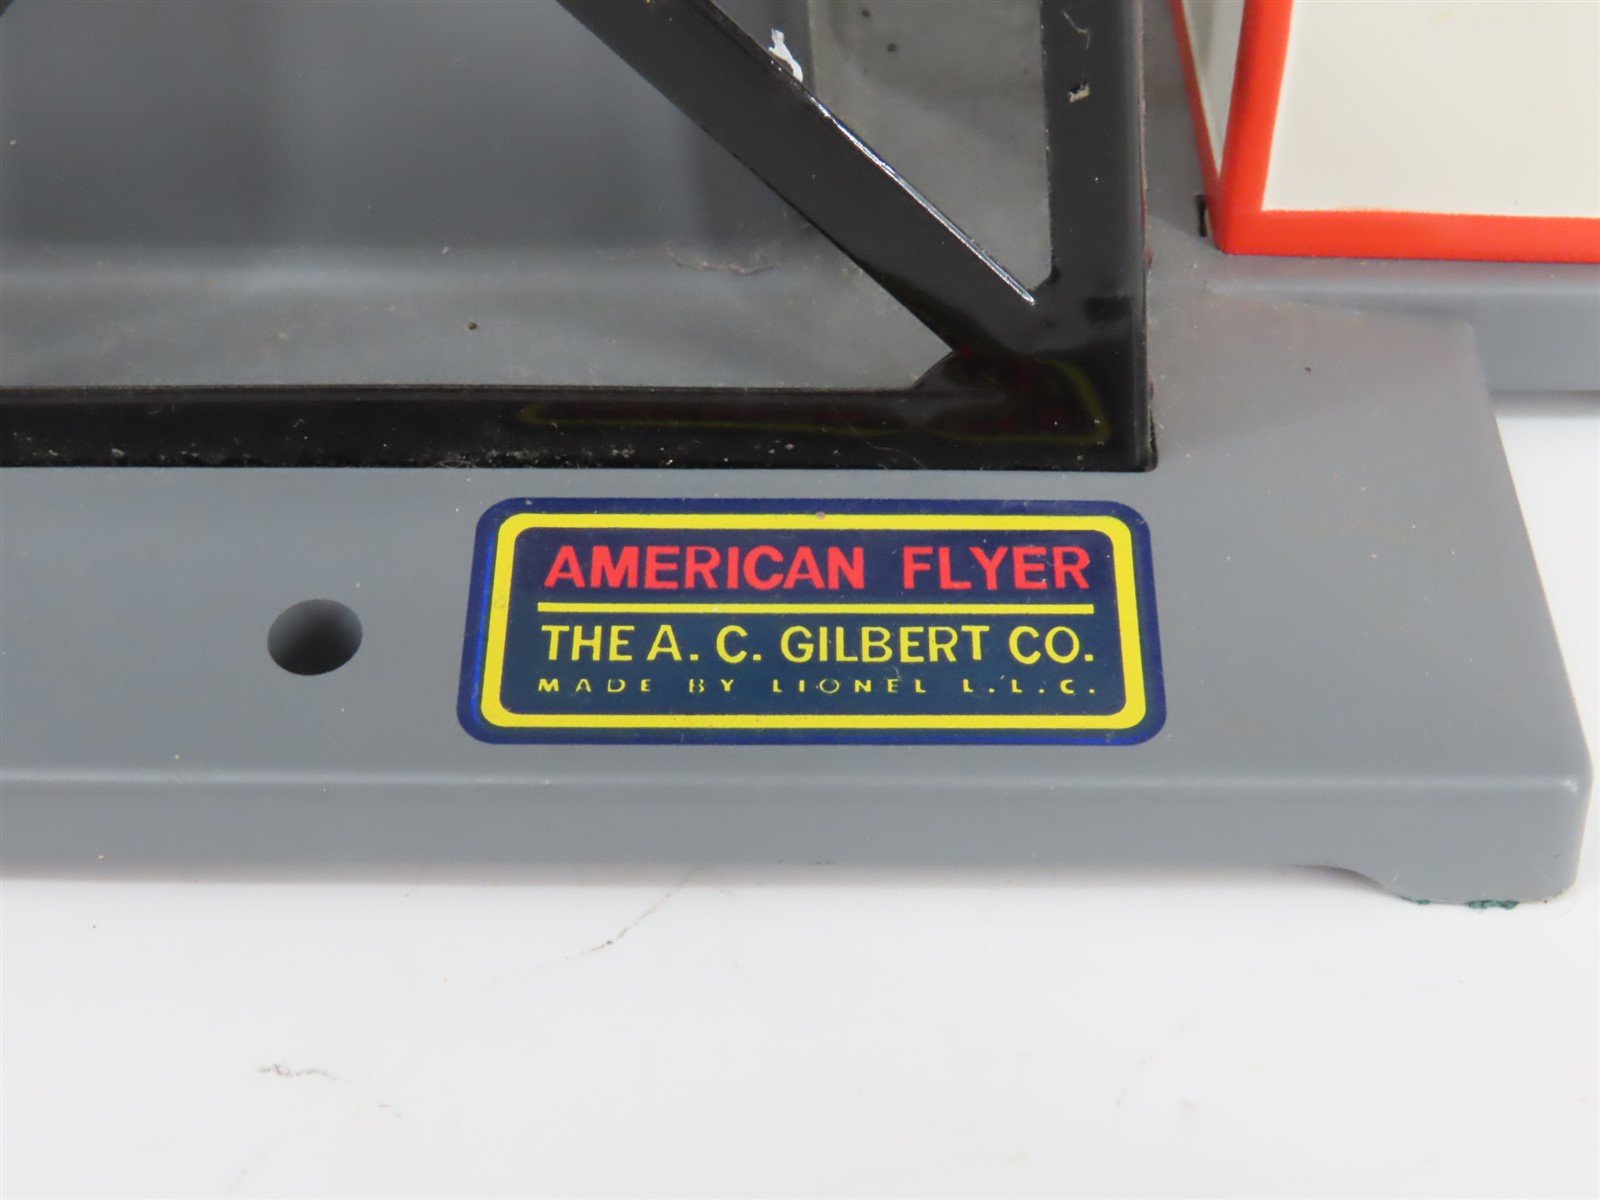 AMERICAN FLYER
THE A. C. GILBERT CO.
MADE BY LIONEL L.L.C.